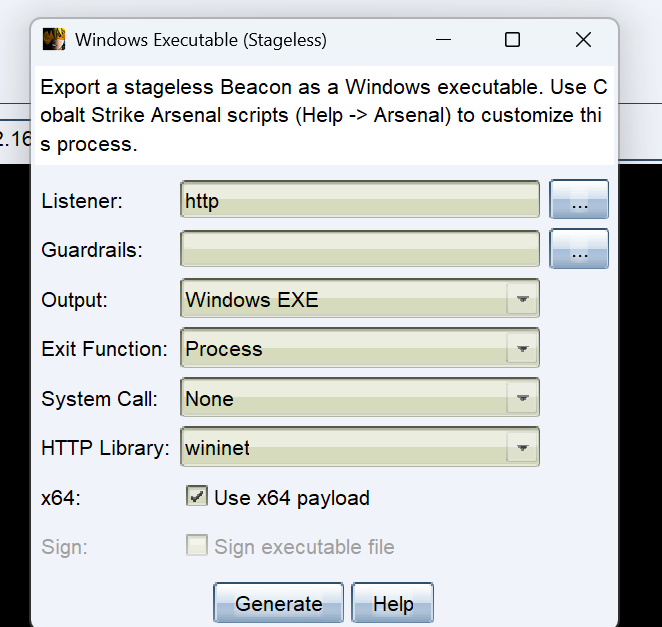 Windows Executable (Stageless)
Export a stageless Beacon as a Windows executable. Use C
obalt Strike Arsenal scripts (Help -> Arsenal) to customize thi
s process.
2.16
Listener: http ...
Guardrails: ...
Output: Windows EXE
Exit Function: Process
System Call: None
HTTP Library: wininet
x64: Use x64 payload
Sign: Sign executable file
Generate Help